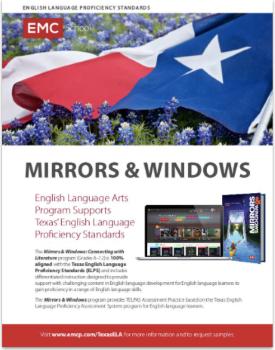 ENGLISH LANGUAGE PROFICIENCY STANDARDS
EMC School
MIRRORS & WINDOWS
English Language Arts
Program Supports
Texas' English Language
Proficiency Standards
MIRRORS
WINDOWS
The Mirrors & Windows: Connecting with
Literature program (Grades 6–12) is 100%
aligned with the Texas English Language
Proficiency Standards (ELPS) and includes
differentiated instruction designed to provide
support with challenging content in English language development for English language learners to
gain proficiency in a range of English language skills.
The Mirrors & Windows program provides TELPAS Assessment Practice based on the Texas English
Language Proficiency Assessment System program for English language learners.
Visit www.emcp.com/TexasELA for more information and to request samples.